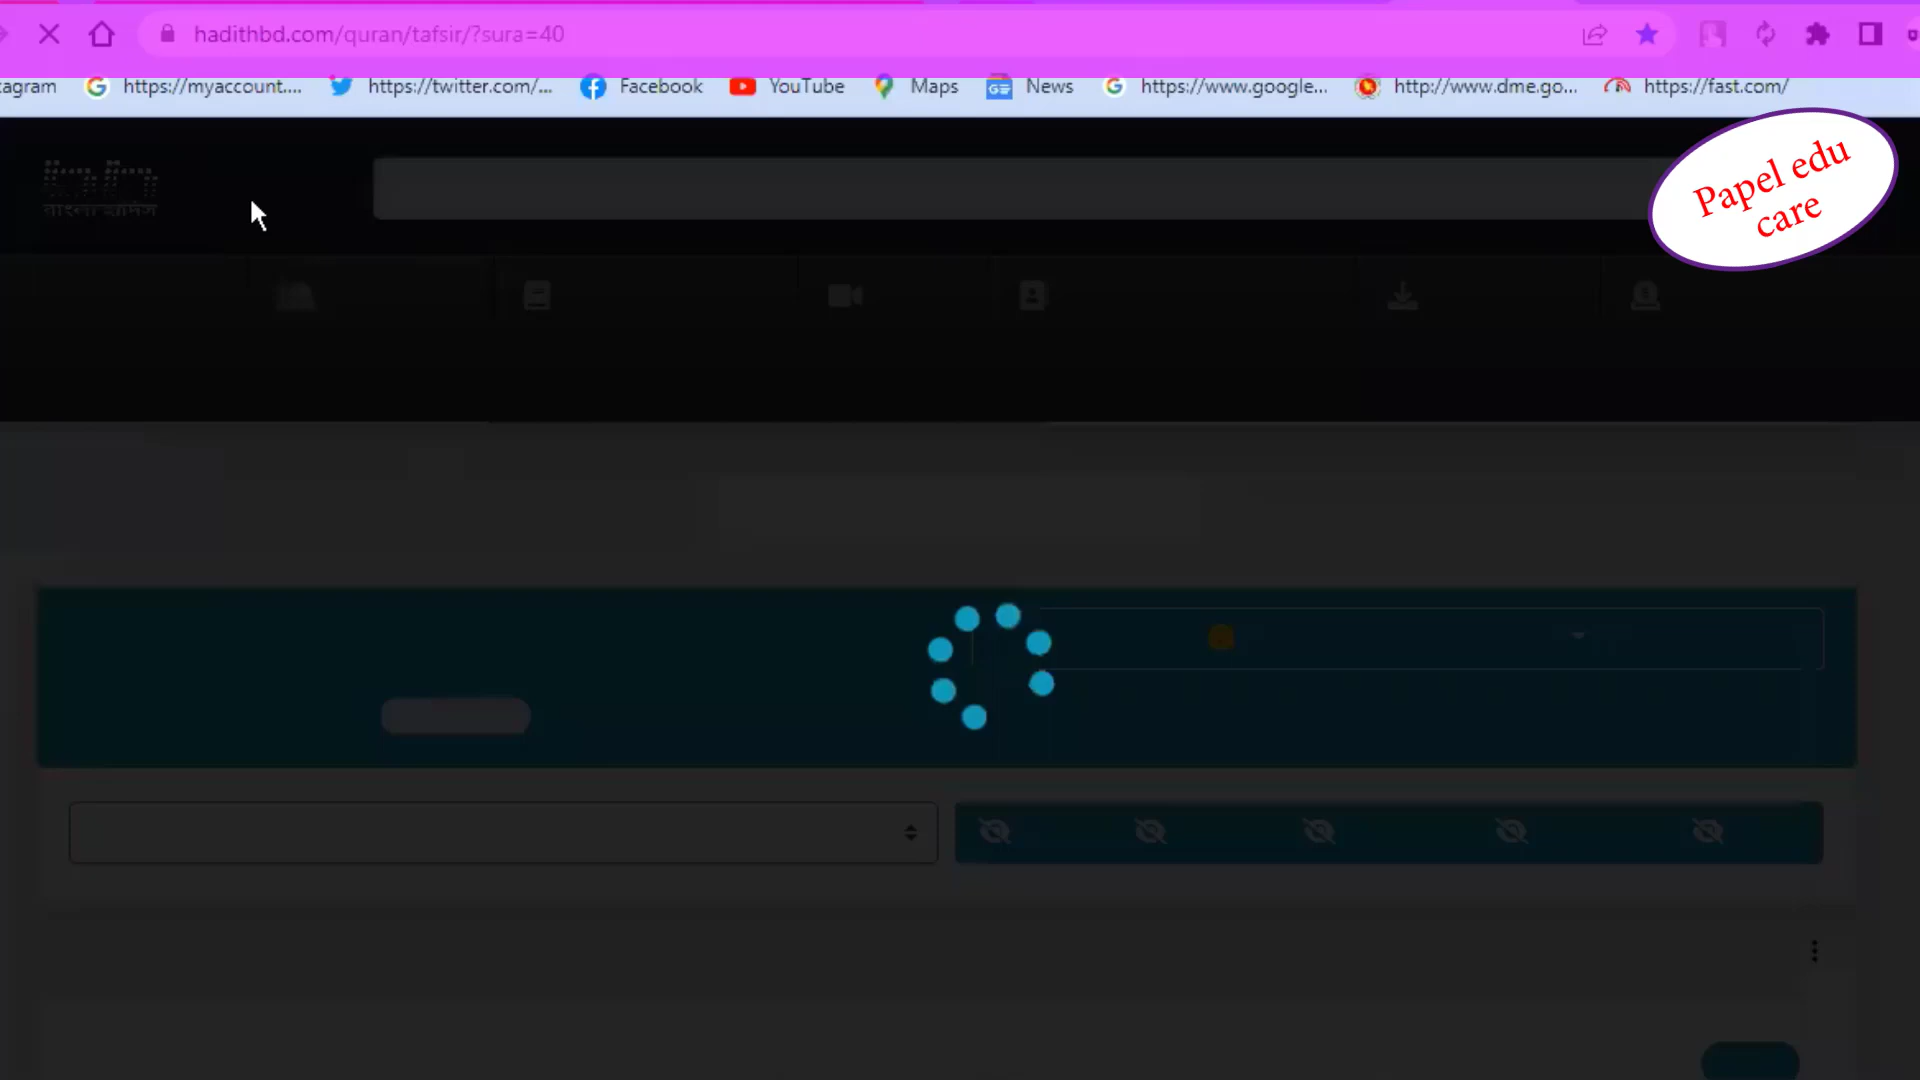 hadithbd.com/quran/tafsir/?sura=40
tagram https://myaccount.... https://twitter.com/... Facebook YouTube Maps News https://www.google... http://www.dme.go... https://fast.com/
Papel edu
care
বাংলা হাদিস